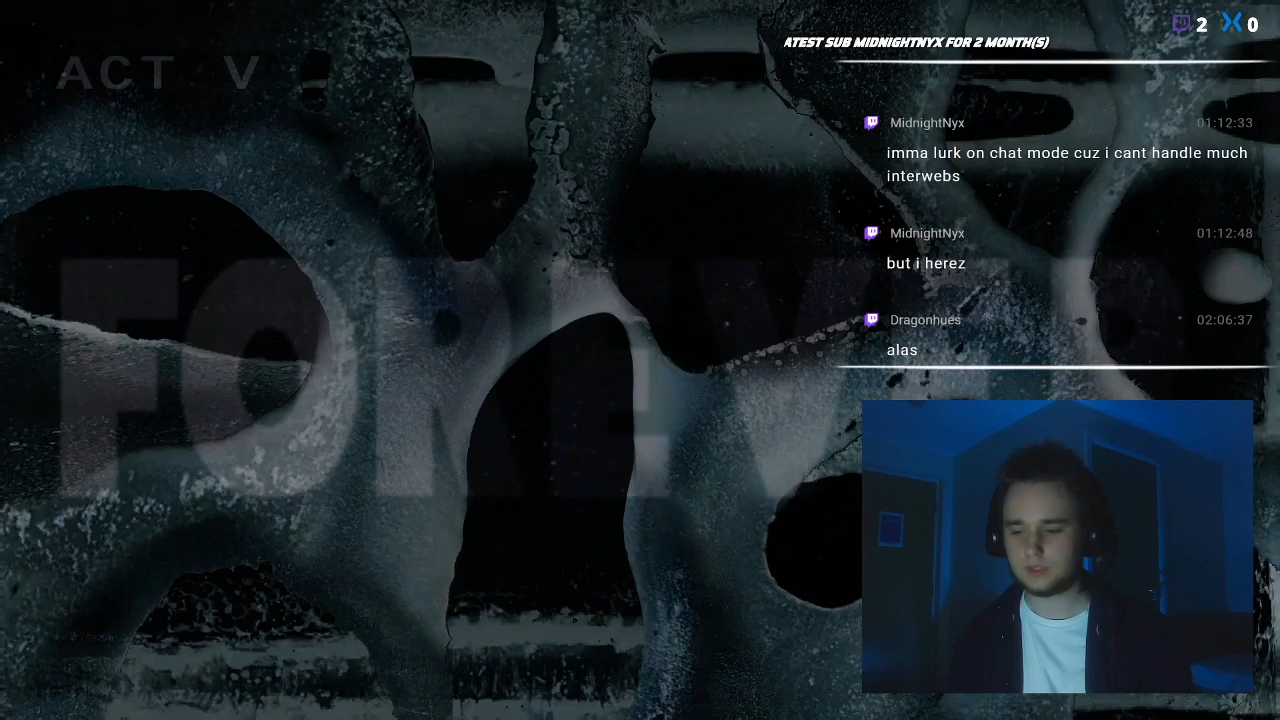 2 0
ATEST SUB MIDNIGHTNYX FOR 2 MONTH(S)
ACT V
MidnightNyx 01:12:33
imma lurk on chat mode cuz i cant handle much
interwebs
MidnightNyx 01:12:48
but i herez
FOREVER
Dragonhues 02:06:37
alas